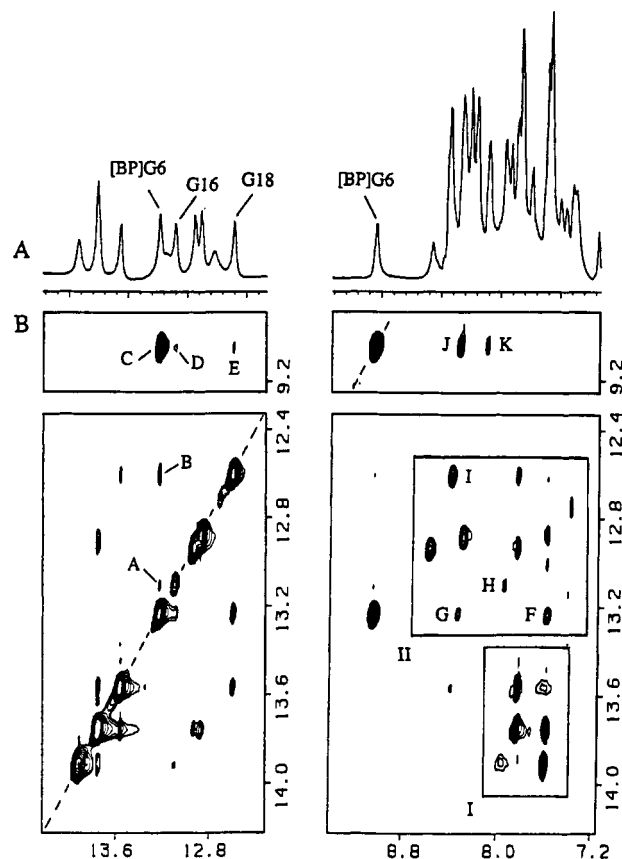 [BP]G6
G16
G18
[BP]G6
A
B
C
D
E
9.2
J
K
9.2
B
A
12.4
12.8
13.2
13.6
14.0
13.6
12.8
I
H
G
F
II
I
12.4
12.8
13.2
13.6
14.0
8.8
8.0
7.2